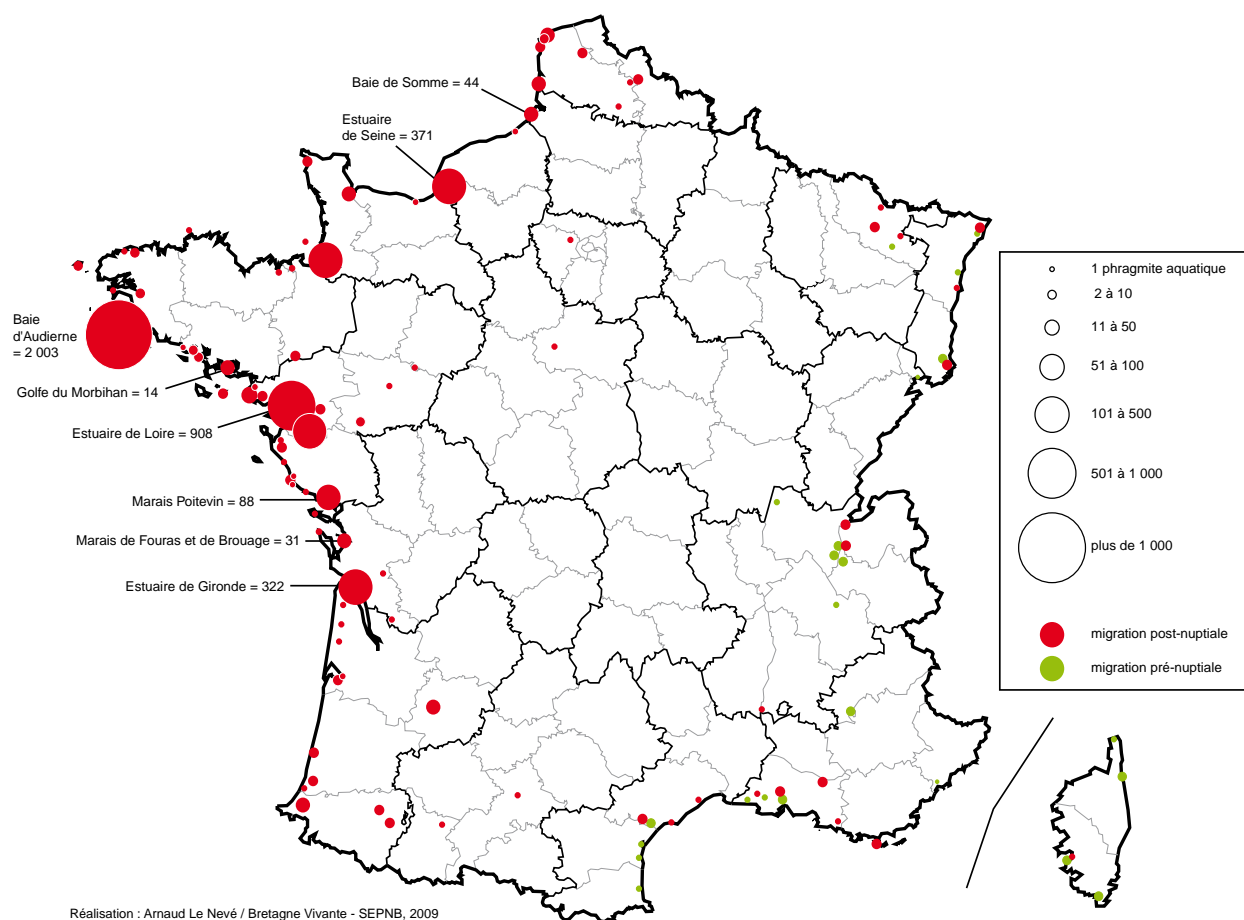 Baie de Somme = 44
Estuaire
de Seine = 371
Baie
d'Audierne
= 2 003
Golfe du Morbihan = 14
Estuaire de Loire = 908
Marais Poitevin = 88
Marais de Fouras et de Brouage = 31
Estuaire de Gironde = 322
1 phragmite aquatique
2 à 10
11 à 50
51 à 100
101 à 500
501 à 1 000
plus de 1 000
migration post-nuptiale
migration pré-nuptiale
Réalisation : Arnaud Le Nevé / Bretagne Vivante - SEPNB, 2009